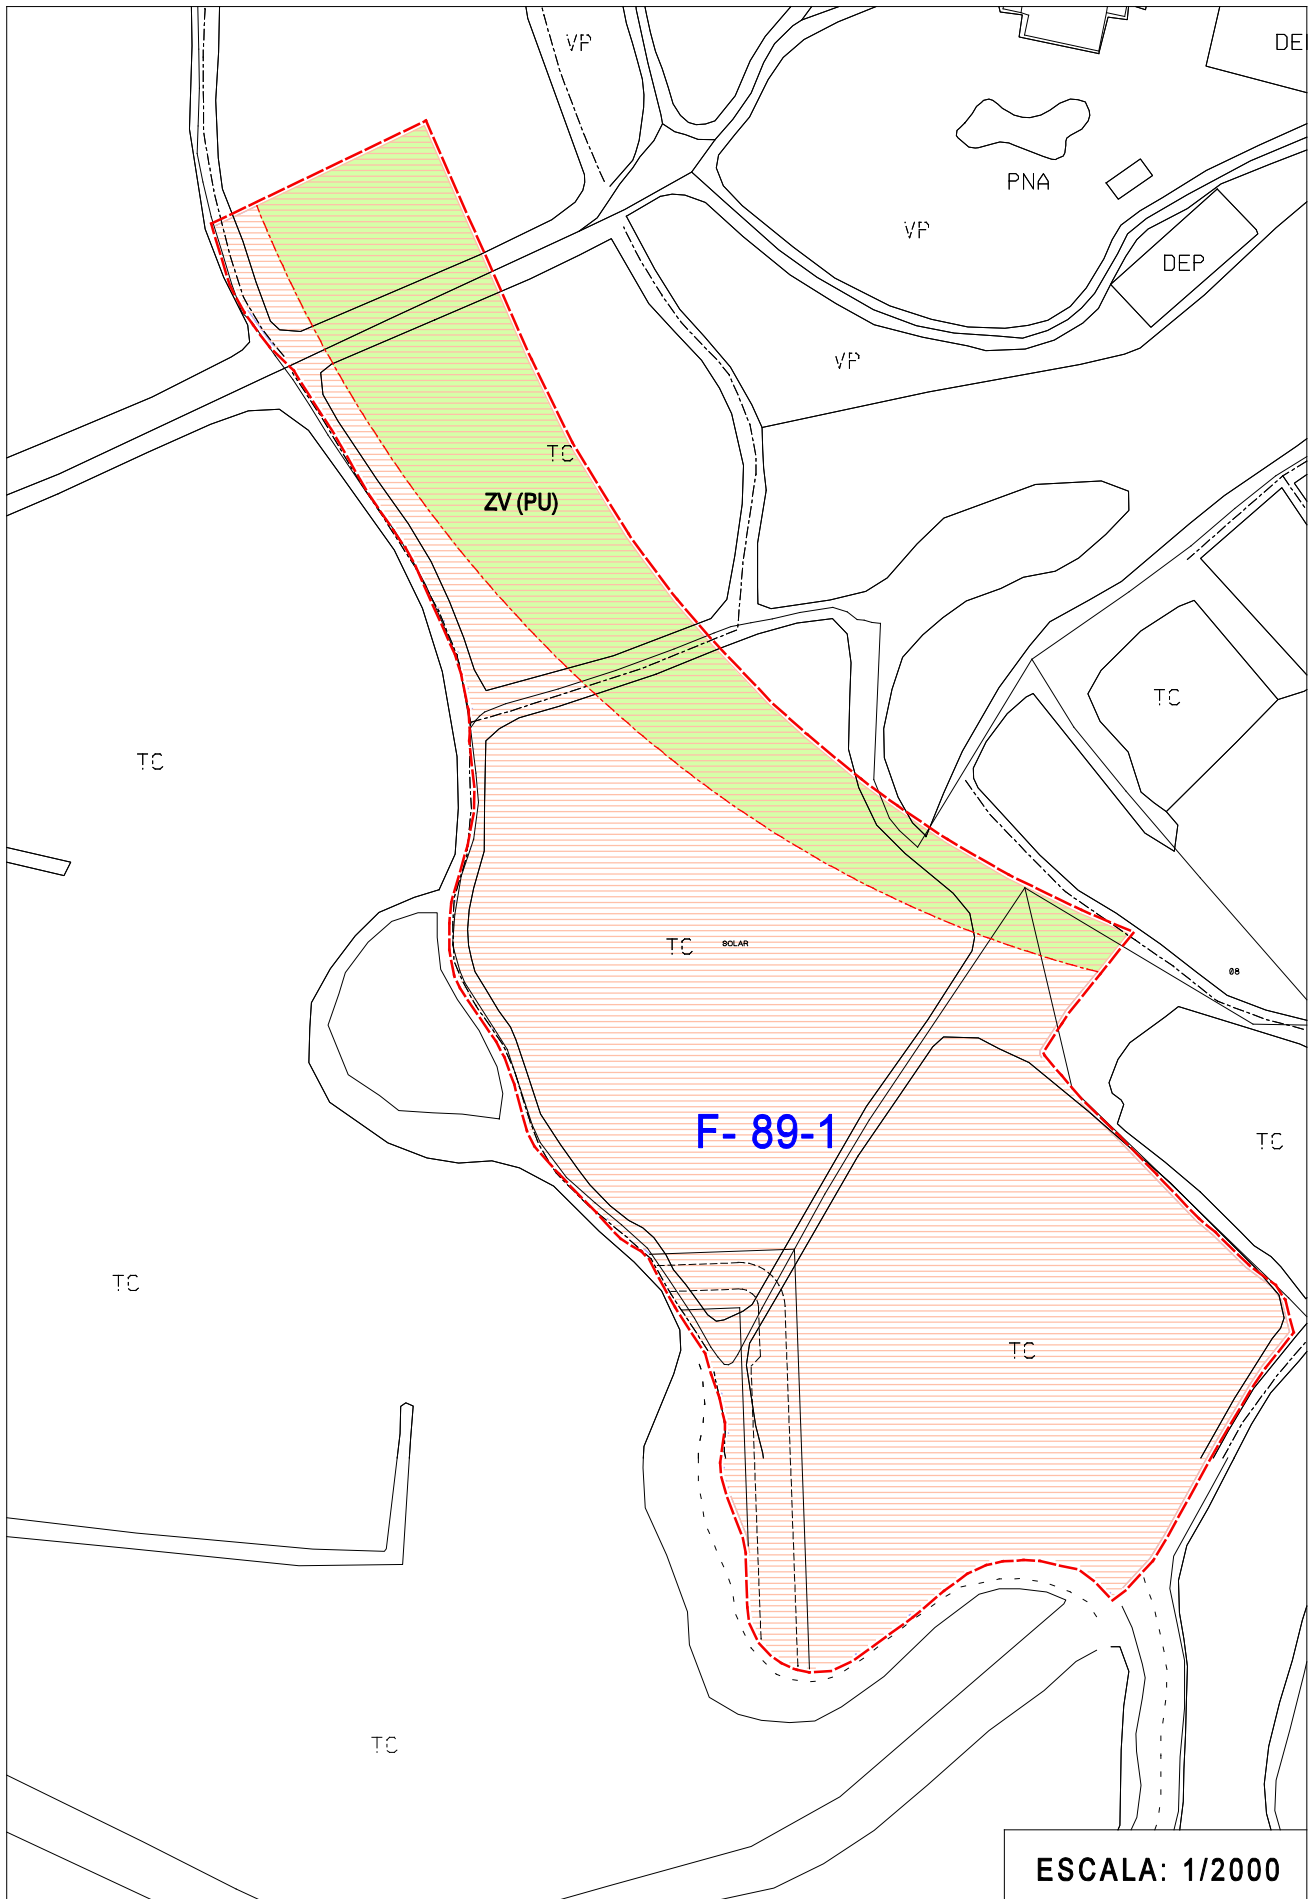 VP
DE
PNA
VP
DEP
VP
TC
ZV (PU)
TC
TC
TC
SOLAR
08
F- 89-1
TC
TC
TC
TC
ESCALA: 1/2000